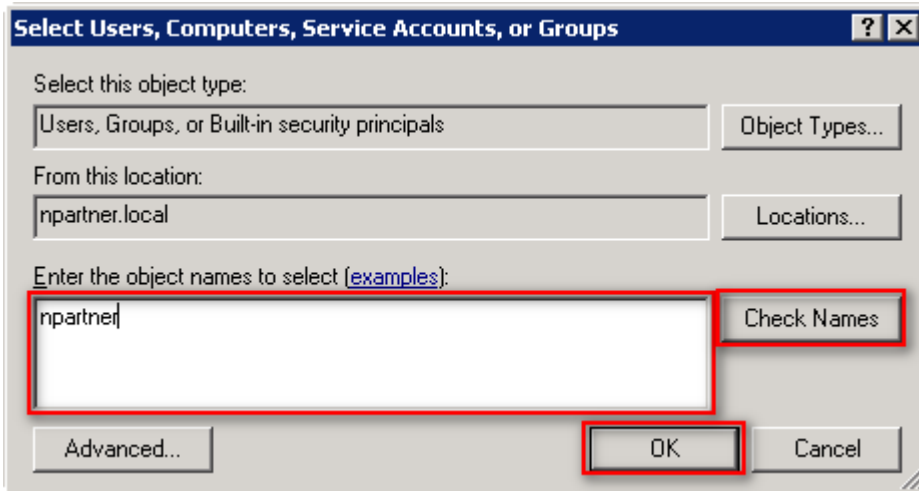 Select Users, Computers, Service Accounts, or Groups
Select this object type:
Users, Groups, or Built-in security principals
Object Types...
From this location:
npartner.local
Locations...
Enter the object names to select (examples):
npartner
Check Names
Advanced...
OK
Cancel